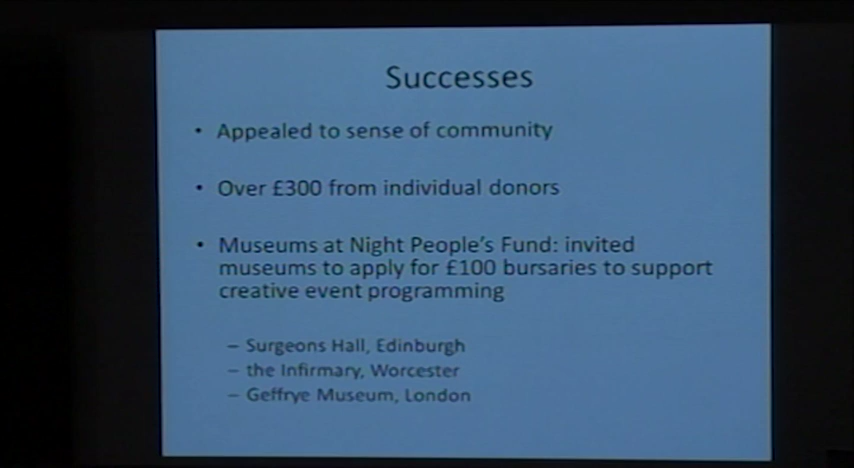 Successes
• Appealed to sense of community
• Over £300 from individual donors
• Museums at Night People's Fund: invited
museums to apply for £100 bursaries to support
creative event programming
– Surgeons Hall, Edinburgh
– the Infirmary, Worcester
– Geffrye Museum, London